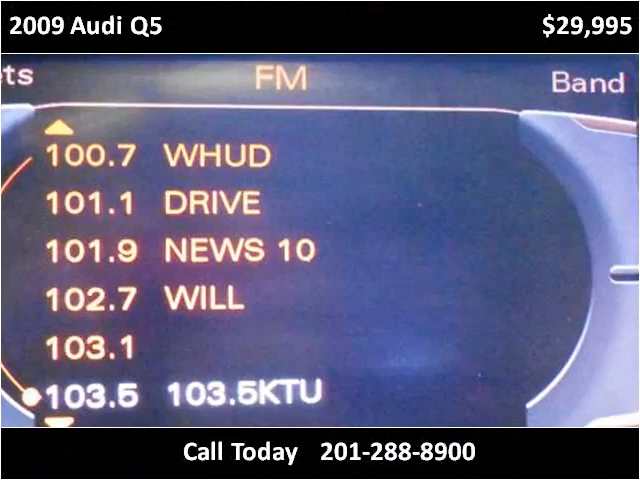 2009 Audi Q5 $29,995
ets FM Band
100.7 WHUD
101.1 DRIVE
101.9 NEWS 10
102.7 WILL
103.1
103.5 103.5KTU
Call Today 201-288-8900